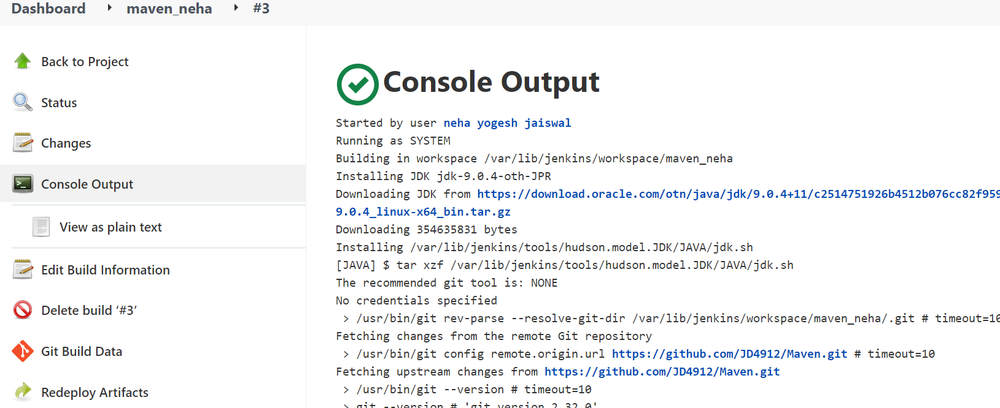 Dashboard maven_neha #3
Back to Project
Status
Changes
Console Output
View as plain text
Edit Build Information
Delete build ‘#3’
Git Build Data
Redeploy Artifacts
Console Output
Started by user neha yogesh jaiswal
Running as SYSTEM
Building in workspace /var/lib/jenkins/workspace/maven_neha
Installing JDK jdk-9.0.4-oth-JPR
Downloading JDK from https://download.oracle.com/otn/java/jdk/9.0.4+11/c2514751926b4512b076cc82f959
9.0.4_linux-x64_bin.tar.gz
Downloading 354635831 bytes
Installing /var/lib/jenkins/tools/hudson.model.JDK/JAVA/jdk.sh
[JAVA] $ tar xzf /var/lib/jenkins/tools/hudson.model.JDK/JAVA/jdk.sh
The recommended git tool is: NONE
No credentials specified
> /usr/bin/git rev-parse --resolve-git-dir /var/lib/jenkins/workspace/maven_neha/.git # timeout=10
Fetching changes from the remote Git repository
> /usr/bin/git config remote.origin.url https://github.com/JD4912/Maven.git # timeout=10
Fetching upstream changes from https://github.com/JD4912/Maven.git
> /usr/bin/git --version # timeout=10
> git --version # 'git version 2.32.0'